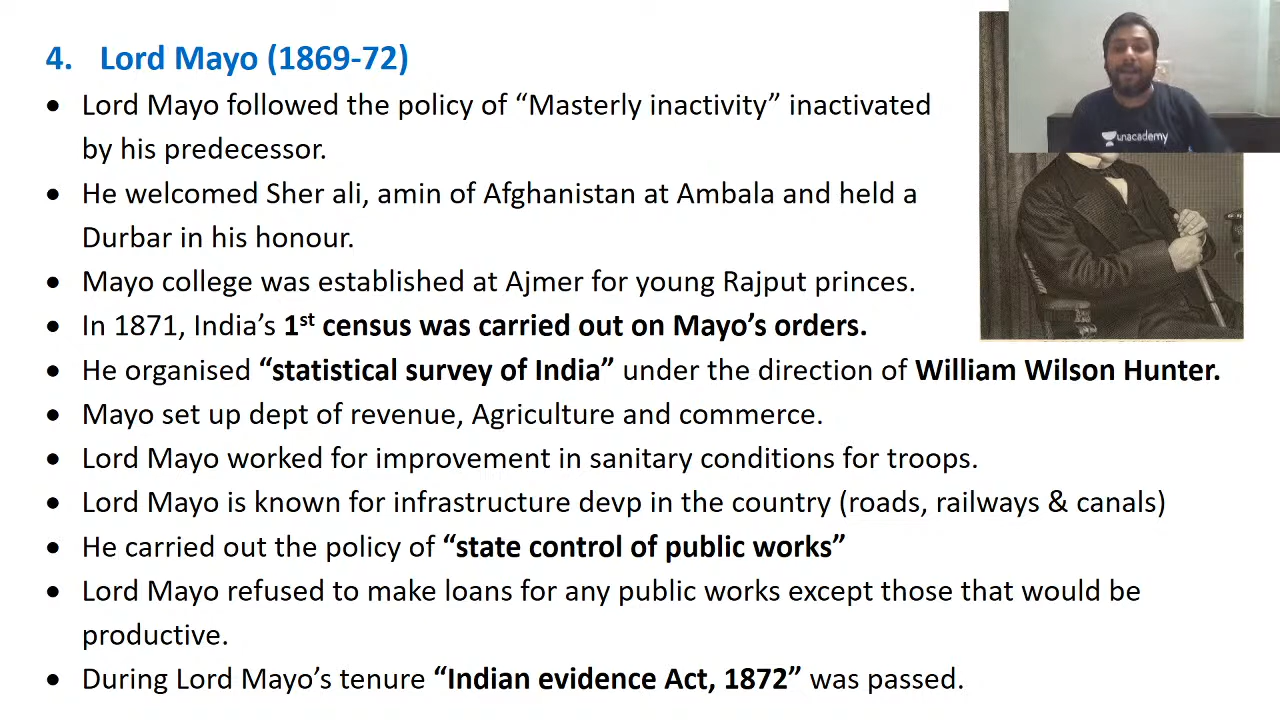 4. Lord Mayo (1869-72)
• Lord Mayo followed the policy of “Masterly inactivity” inactivated
by his predecessor.
• He welcomed Sher ali, amin of Afghanistan at Ambala and held a
Durbar in his honour.
• Mayo college was established at Ajmer for young Rajput princes.
• In 1871, India’s 1st census was carried out on Mayo’s orders.
• He organised “statistical survey of India” under the direction of William Wilson Hunter.
• Mayo set up dept of revenue, Agriculture and commerce.
• Lord Mayo worked for improvement in sanitary conditions for troops.
• Lord Mayo is known for infrastructure devp in the country (roads, railways & canals)
• He carried out the policy of “state control of public works”
• Lord Mayo refused to make loans for any public works except those that would be
productive.
• During Lord Mayo’s tenure “Indian evidence Act, 1872” was passed.
unacademy